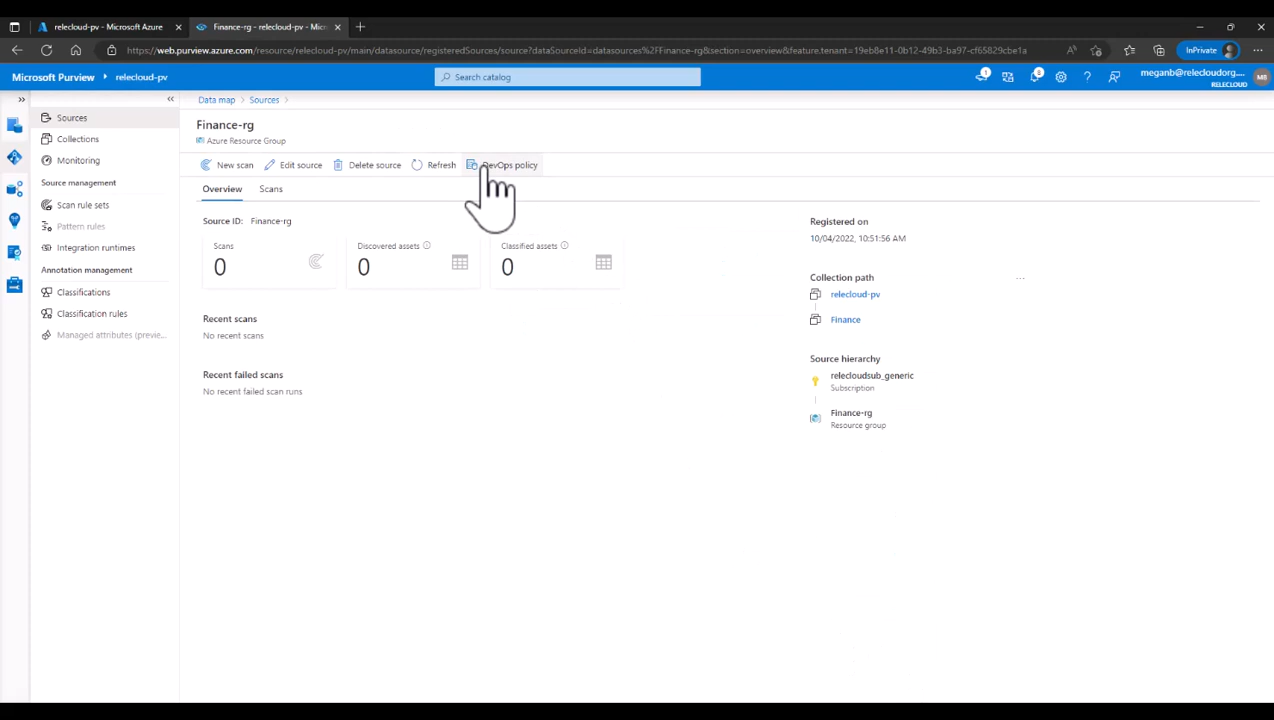 relecloud-pv - Microsoft Azure
Finance-rg - relecloud-pv - Mic
https://web.purview.azure.com/resource/relecloud-pv/main/datasource/registeredSources/source?dataSourceId=datasources%2FFinance-rg&section=overview&feature.tenant=19eb8e11-0b12-49b3-ba97-cf65829cbe1a
InPrivate
Microsoft Purview
relecloud-pv
Search catalog
1
5
meganb@relecloudorg....
RELECLOUD
MB
Sources
Collections
Monitoring
Source management
Scan rule sets
Pattern rules
Integration runtimes
Annotation management
Classifications
Classification rules
Managed attributes (previe...
Data map > Sources >
Finance-rg
Azure Resource Group
New scan Edit source Delete source Refresh DevOps policy
Overview Scans
Source ID: Finance-rg
Scans
0
Discovered assets
0
Classified assets
0
Recent scans
No recent scans
Recent failed scans
No recent failed scan runs
Registered on
10/04/2022, 10:51:56 AM
Collection path
relecloud-pv
Finance
Source hierarchy
relecloudsub_generic
Subscription
Finance-rg
Resource group